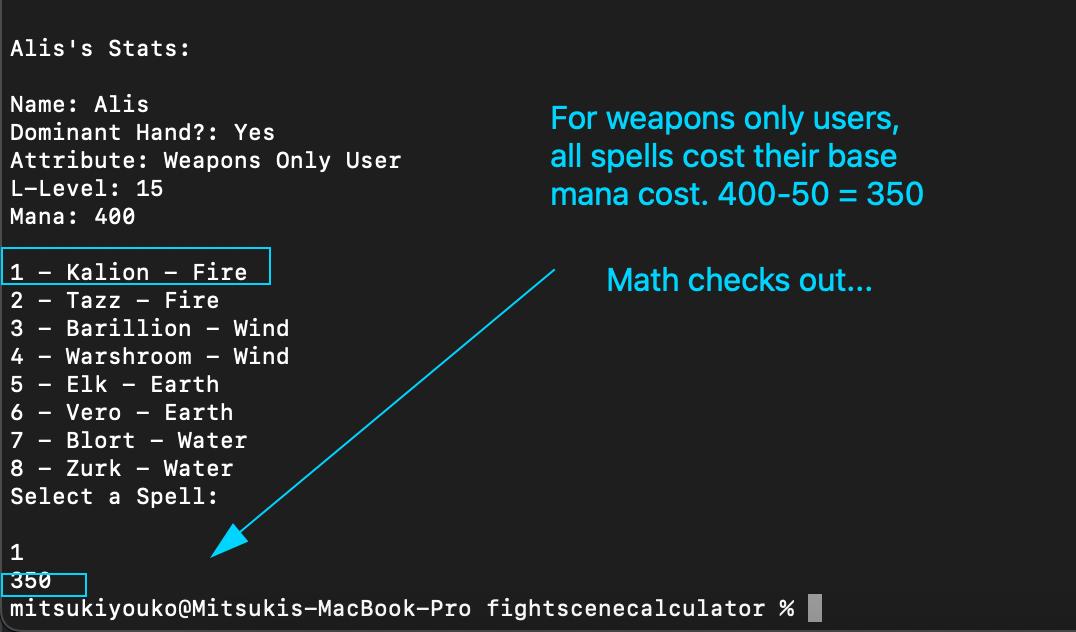 Alis's Stats:
Name: Alis
Dominant Hand?: Yes
Attribute: Weapons Only User
L-Level: 15
Mana: 400
For weapons only users,
all spells cost their base
mana cost. 400-50 = 350
Math checks out...
1 - Kalion - Fire
2 - Tazz - Fire
3 - Barillion - Wind
4 - Warshroom - Wind
5 - Elk - Earth
6 - Vero - Earth
7 - Blort - Water
8 - Zurk - Water
Select a Spell:
1
350
mitsukiyouko@Mitsukis-MacBook-Pro fightscenecalculator %